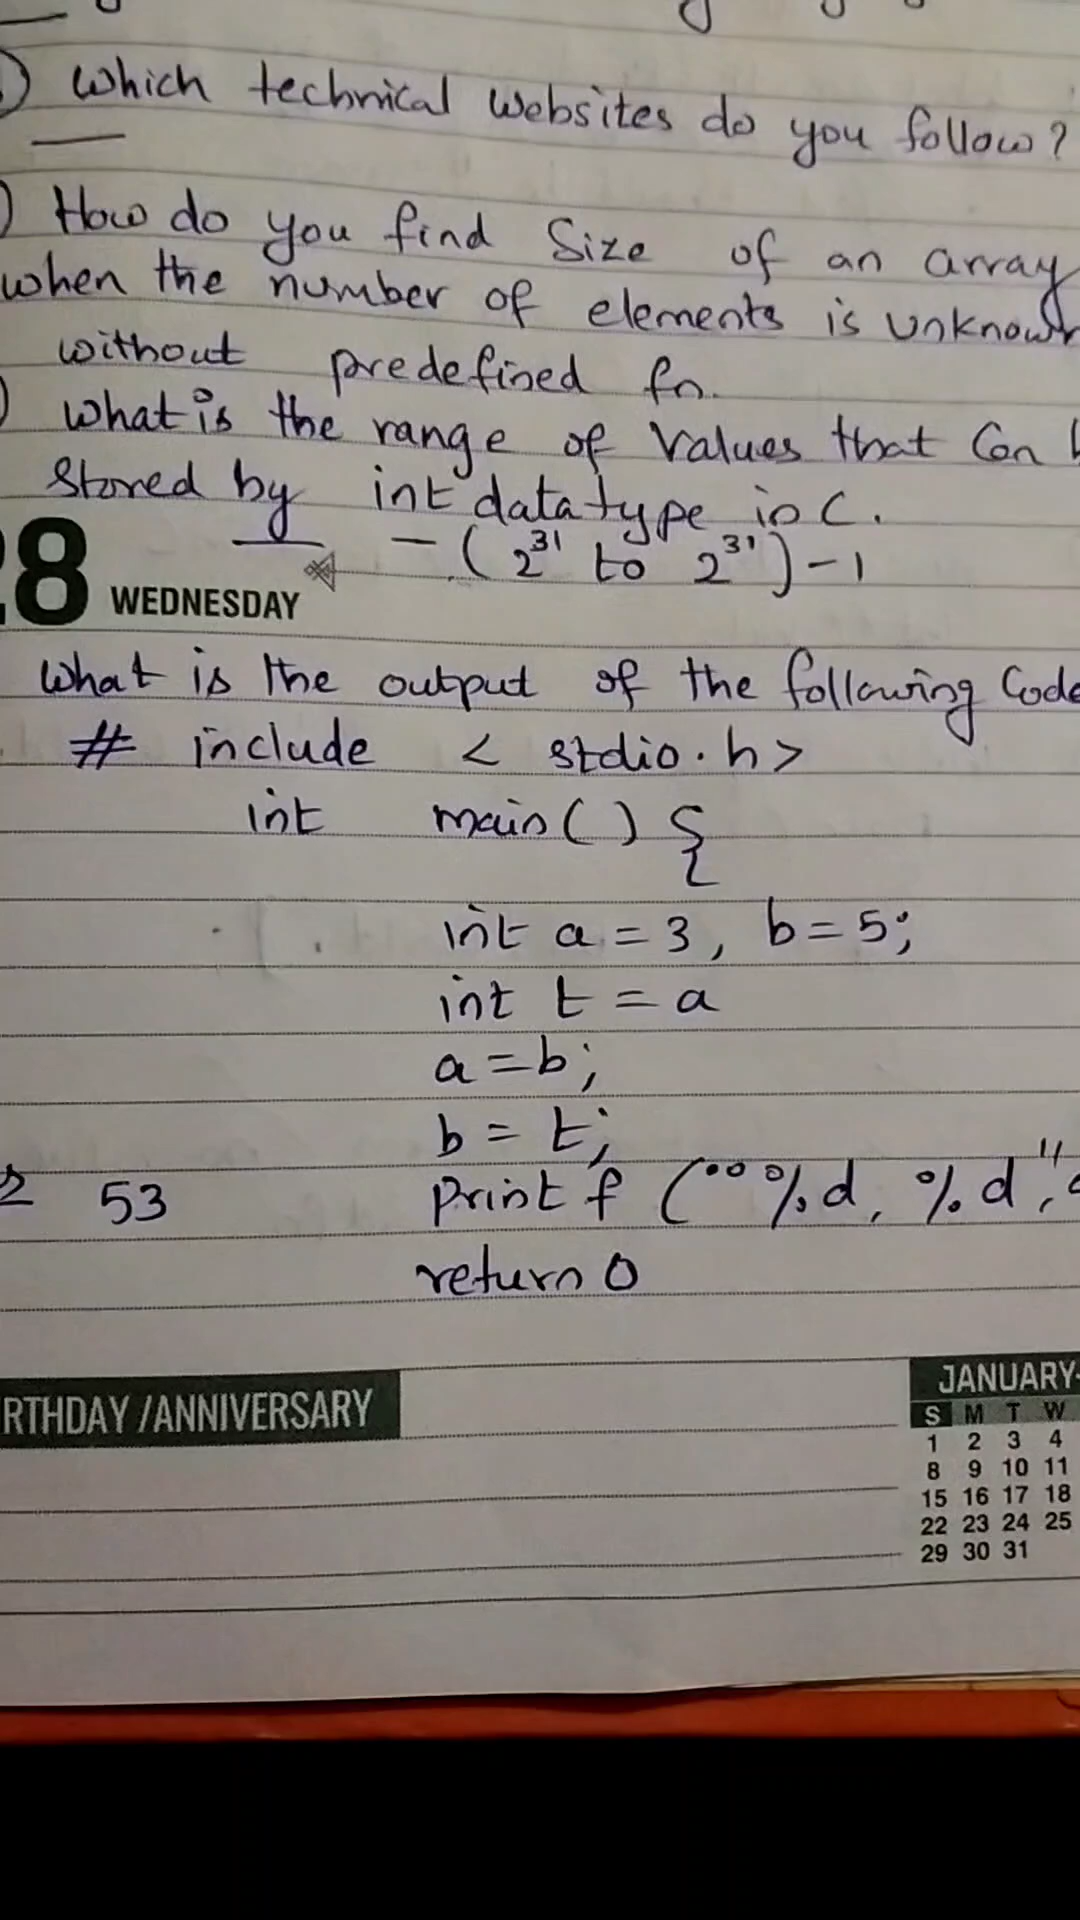 Which technical websites do you follow?
How do you find Size of an array
when the number of elements is unknown
without predefined fn.
What is the range of Values that Can
Stored by int data type in C.
- (2³¹ to 2³¹) - 1
28 WEDNESDAY
What is the output of the following Code
# include < stdio.h>
int main() {
int a = 3, b = 5;
int t = a
a = b;
b = t;
53 printf ("%d, %d",
return 0
RTHDAY /ANNIVERSARY
JANUARY-
S M T W
1 2 3 4
8 9 10 11
15 16 17 18
22 23 24 25
29 30 31